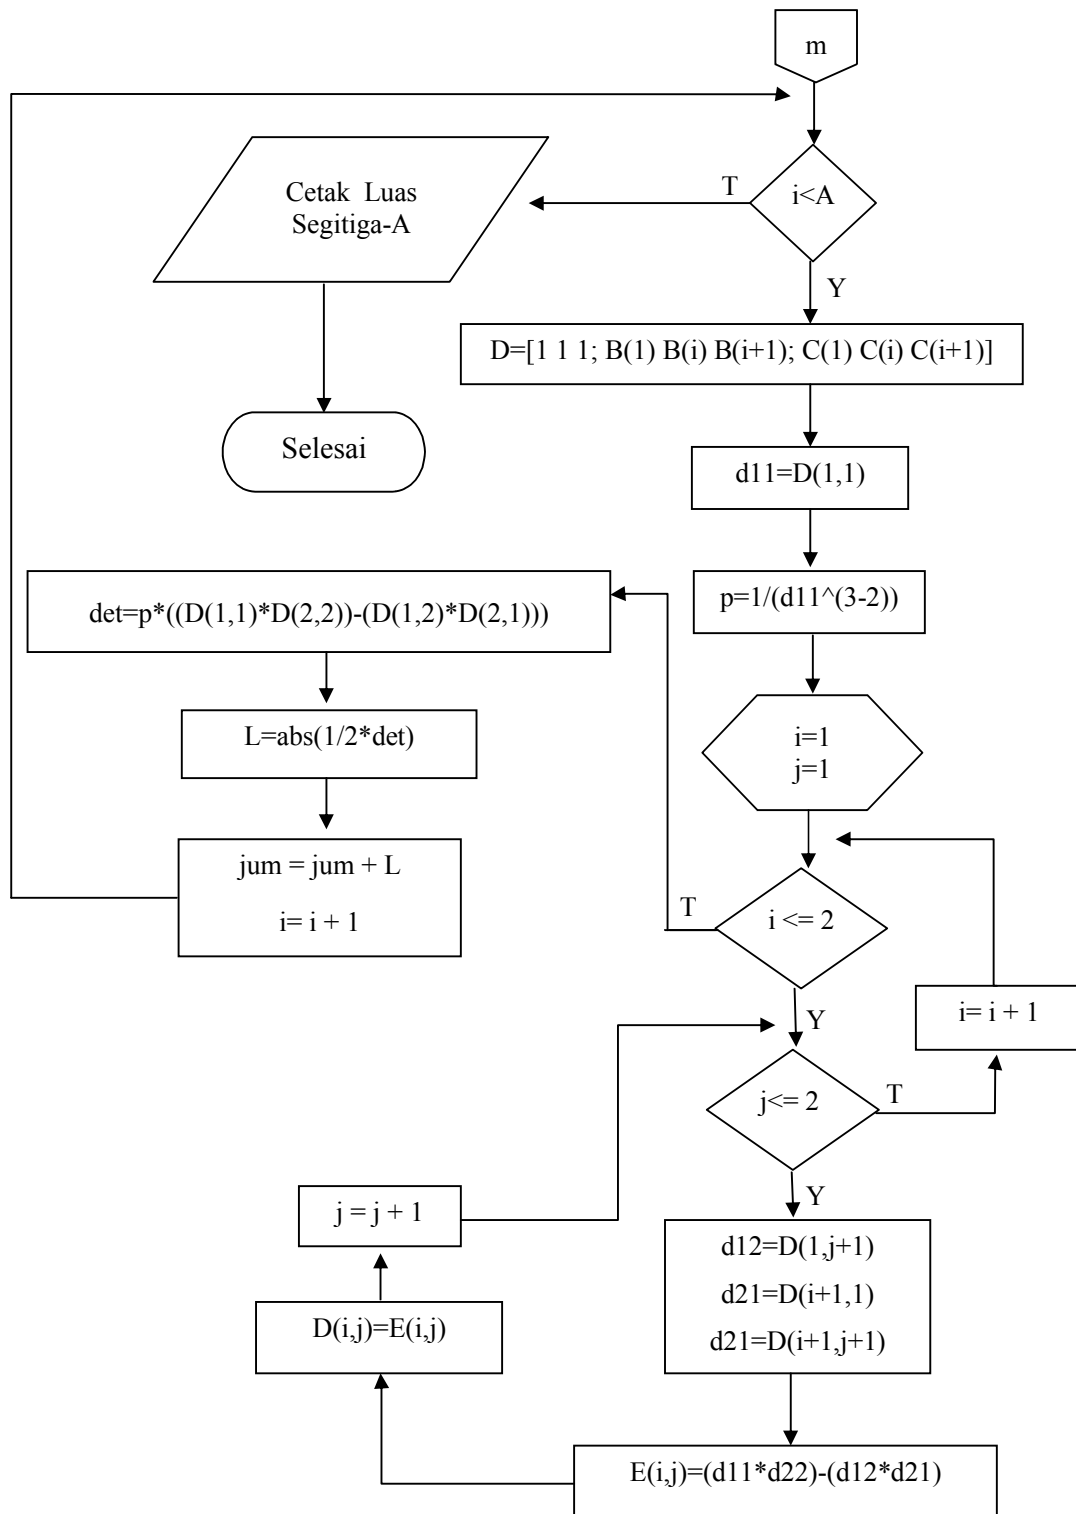 m
i<A
T
Y
Cetak Luas
Segitiga-A
Selesai
D=[1 1 1; B(1) B(i) B(i+1); C(1) C(i) C(i+1)]
d11=D(1,1)
p=1/(d11^(3-2))
i=1
j=1
i <= 2
T
Y
det=p*((D(1,1)*D(2,2))-(D(1,2)*D(2,1)))
L=abs(1/2*det)
jum = jum + L
i= i + 1
i= i + 1
j<= 2
T
Y
d12=D(1,j+1)
d21=D(i+1,1)
d21=D(i+1,j+1)
E(i,j)=(d11*d22)-(d12*d21)
D(i,j)=E(i,j)
j = j + 1